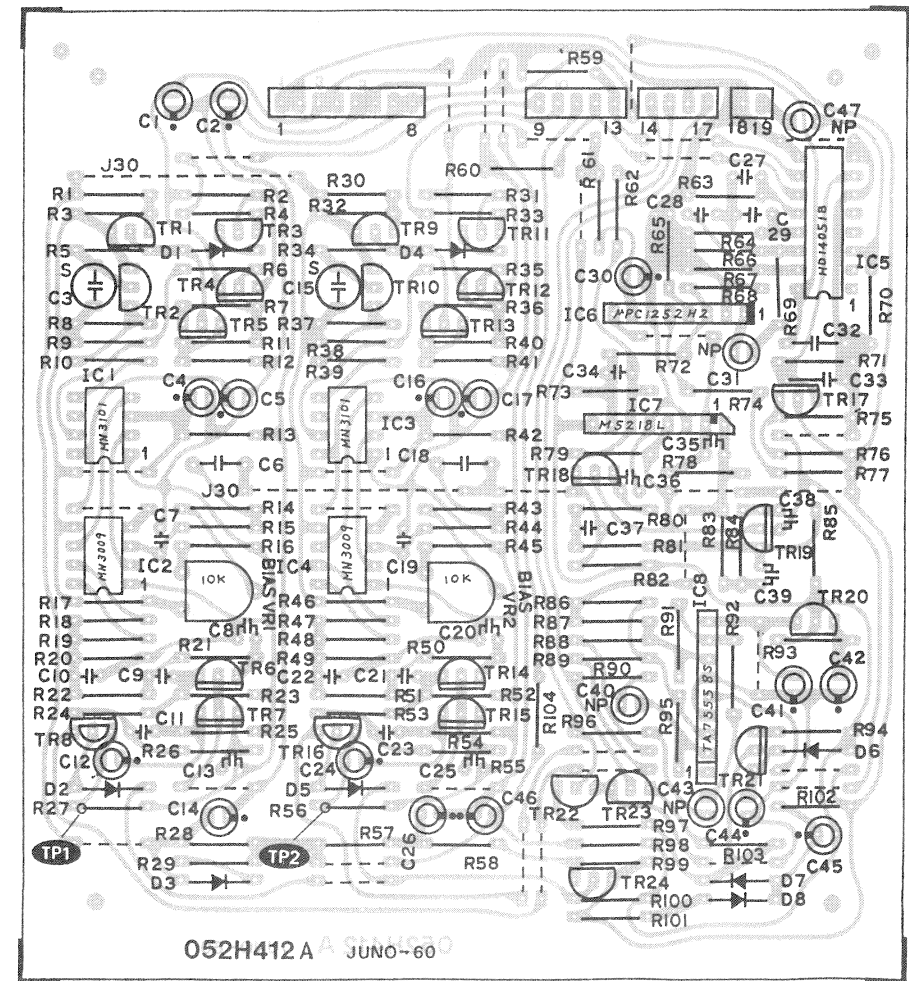 R59
C1 C2 1 8 9 13 14 17 18 19 C47 NP
J30 R60 R61 R62 R63 C27
R1 R2 R30 R31 C28
R3 R4 R32 R33 C29
TR1 TR3 TR9 TR11 R65 R64
R5 D1 R34 D4 R66 HD14051B IC5
S R6 S R35 C30 R67
C3 TR4 C15 TR10 TR12 R68 R69 R70
TR2 R7 R36 IC6 MPC1252H2 1 1
R8 TR5 R37 TR13 C32
R9 R11 R38 R40 NP
R10 R12 R39 R41 C34 R72 R71
IC1 C4 C5 C16 C17 R73 C31 R74 C33
MN3101 MN3101 IC3 IC7 1 TR17
R13 R42 M5218L R75
1 C6 1 C18 R79 C35 R76
TR18 C36 R78 R77
J30 C38
C7 R14 R43 C37 R80 R83 R84 R85
R15 R44 R81 TR19
MN3009 IC2 R16 IC4 MN3009 C19 R45
1 10K BIAS VR1 1 10K BIAS VR2 R82 IC8 C39 TR20
R17 R46 R86 R91 R92
R18 C8 R47 C20 R87
R19 R48 R88
R20 R21 R49 R50 R89 R93 C42
C10 C9 TR6 C22 C21 TR14 R90
R22 R23 R51 R52 C40 TA75558S C41
R24 C11 TR7 R53 TR15 R104 NP R95
TR8 R25 TR16 C23 R96 R94
C12 R26 C24 R54 D6
C13 C25 R55 1 TR21
D2 D5 C43 R102
R27 C14 R56 C46 TR22 TR23 NP
TP1 R28 TP2 R57 C26 R97 C44
R29 R58 R98 R103 C45
D3 R99 D7
TR24 R100 D8
R101
052H412 A JUNO-60